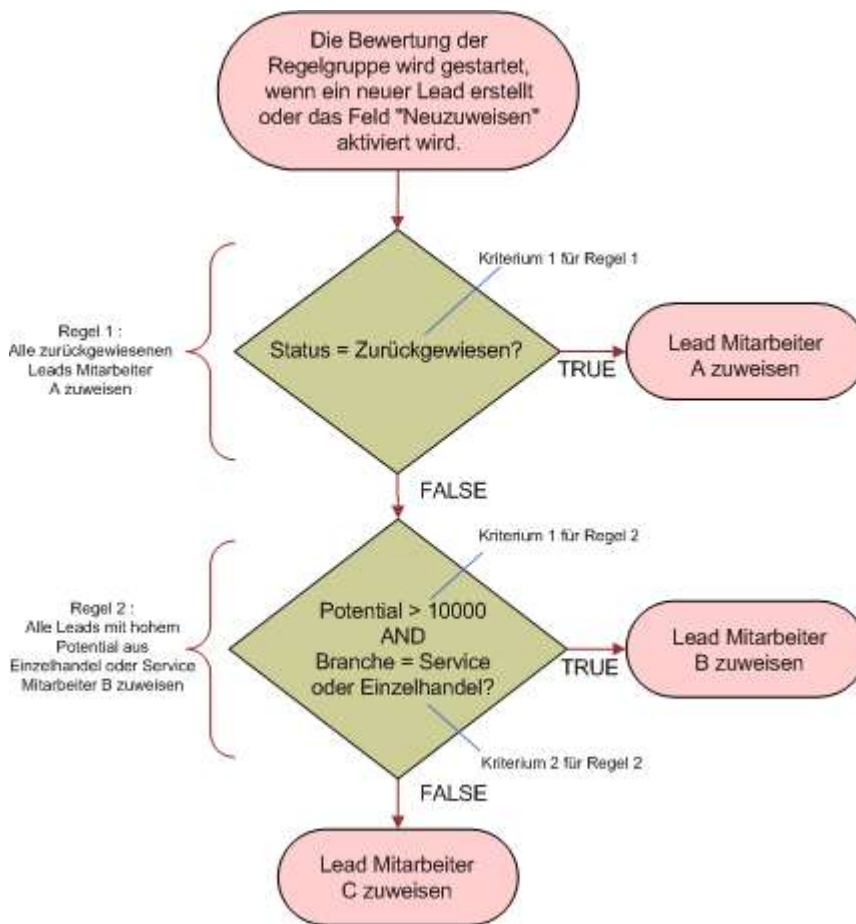 Die Bewertung der
Regelgruppe wird gestartet,
wenn ein neuer Lead erstellt
oder das Feld "Neuzuweisen"
aktiviert wird.
Kriterium 1 für Regel 1
Regel 1 :
Alle zurückgewiesenen
Leads Mitarbeiter
A zuweisen
Status = Zurückgewiesen?
TRUE
Lead Mitarbeiter
A zuweisen
FALSE
Kriterium 1 für Regel 2
Regel 2 :
Alle Leads mit hohem
Potential aus
Einzelhandel oder Service
Mitarbeiter B zuweisen
Potential > 10000
AND
Branche = Service
oder Einzelhandel?
TRUE
Lead Mitarbeiter
B zuweisen
Kriterium 2 für Regel 2
FALSE
Lead Mitarbeiter
C zuweisen